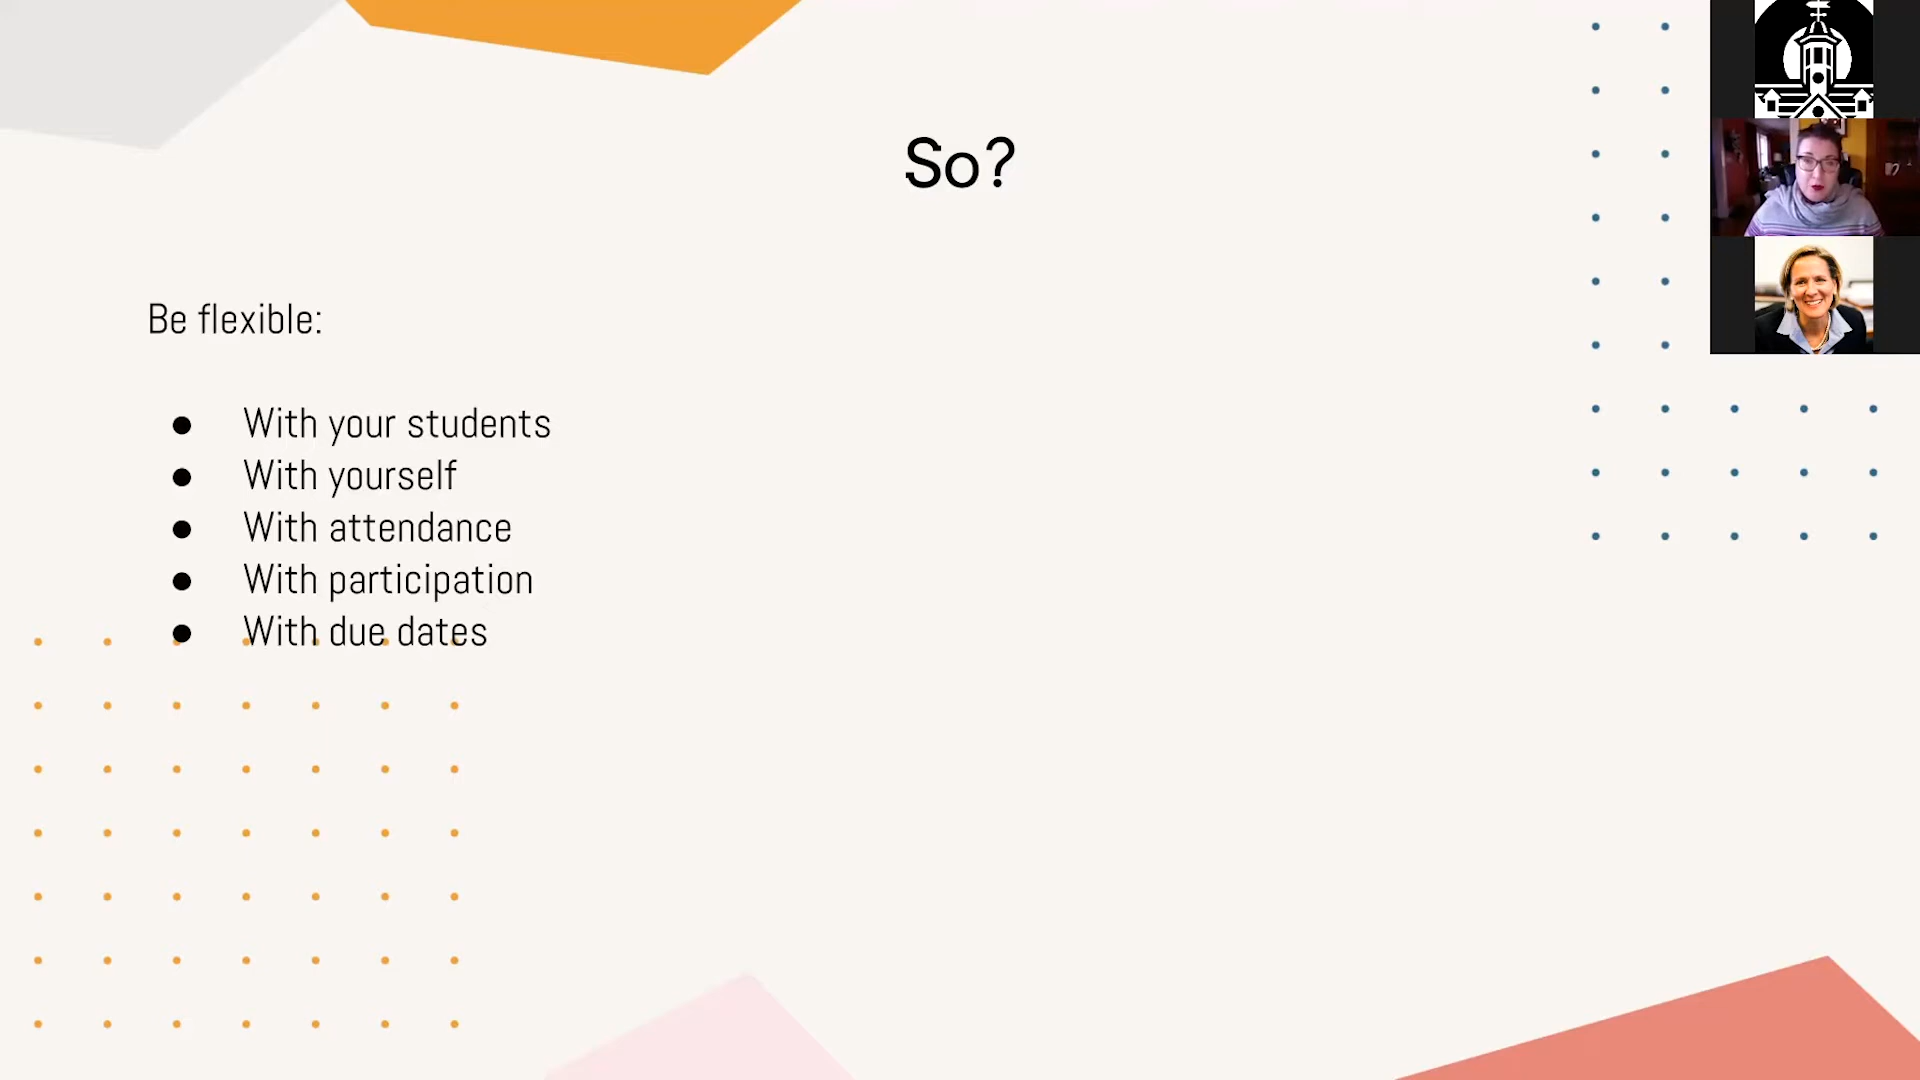 So?
Be flexible:
● With your students
● With yourself
● With attendance
● With participation
● With due dates